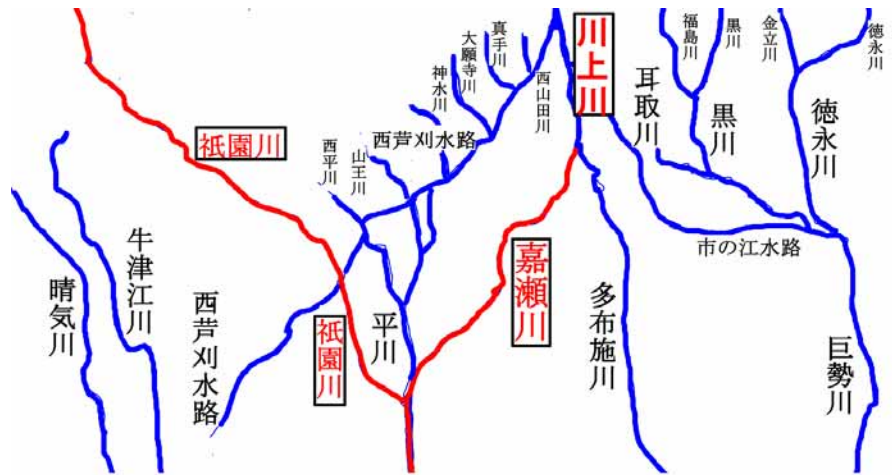 川上川
福島川
黒川
金立川
徳永川
真手川
大願寺川
神水川
西山田川
耳取川
黒川
徳永川
祇園川
西芦刈水路
山王川
西平川
牛津江川
晴気川
西芦刈水路
祇園川
平川
嘉瀬川
多布施川
市の江水路
巨勢川